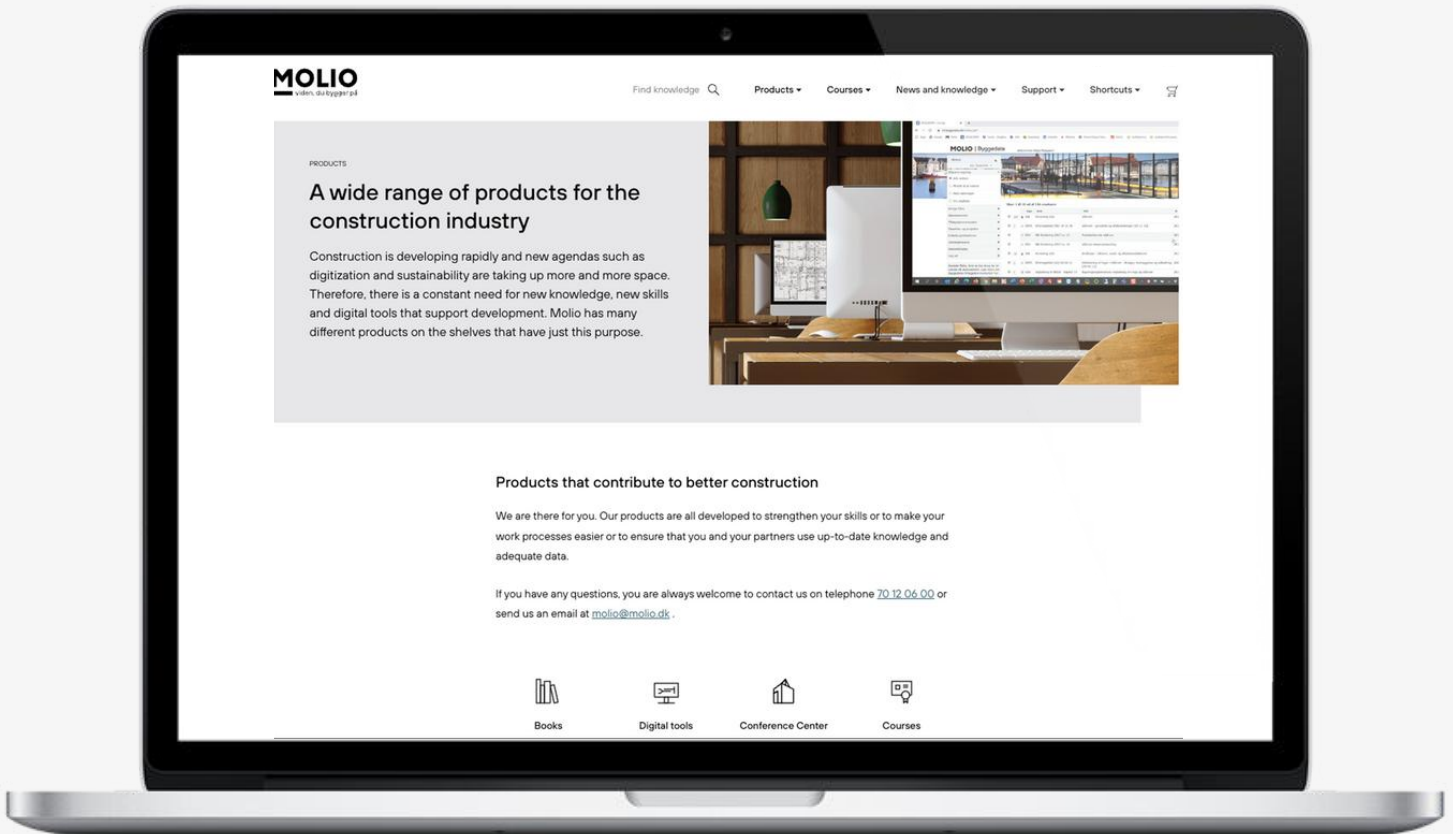 MOLIO
viden, du bygger på
Find knowledge
Products
Courses
News and knowledge
Support
Shortcuts
PRODUCTS
A wide range of products for the
construction industry
Construction is developing rapidly and new agendas such as
digitization and sustainability are taking up more and more space.
Therefore, there is a constant need for new knowledge, new skills
and digital tools that support development. Molio has many
different products on the shelves that have just this purpose.
MOLIO | Byggedata
Products that contribute to better construction
We are there for you. Our products are all developed to strengthen your skills or to make your
work processes easier or to ensure that you and your partners use up-to-date knowledge and
adequate data.
If you have any questions, you are always welcome to contact us on telephone 70 12 06 00 or
send us an email at molio@molio.dk .
Books
Digital tools
Conference Center
Courses